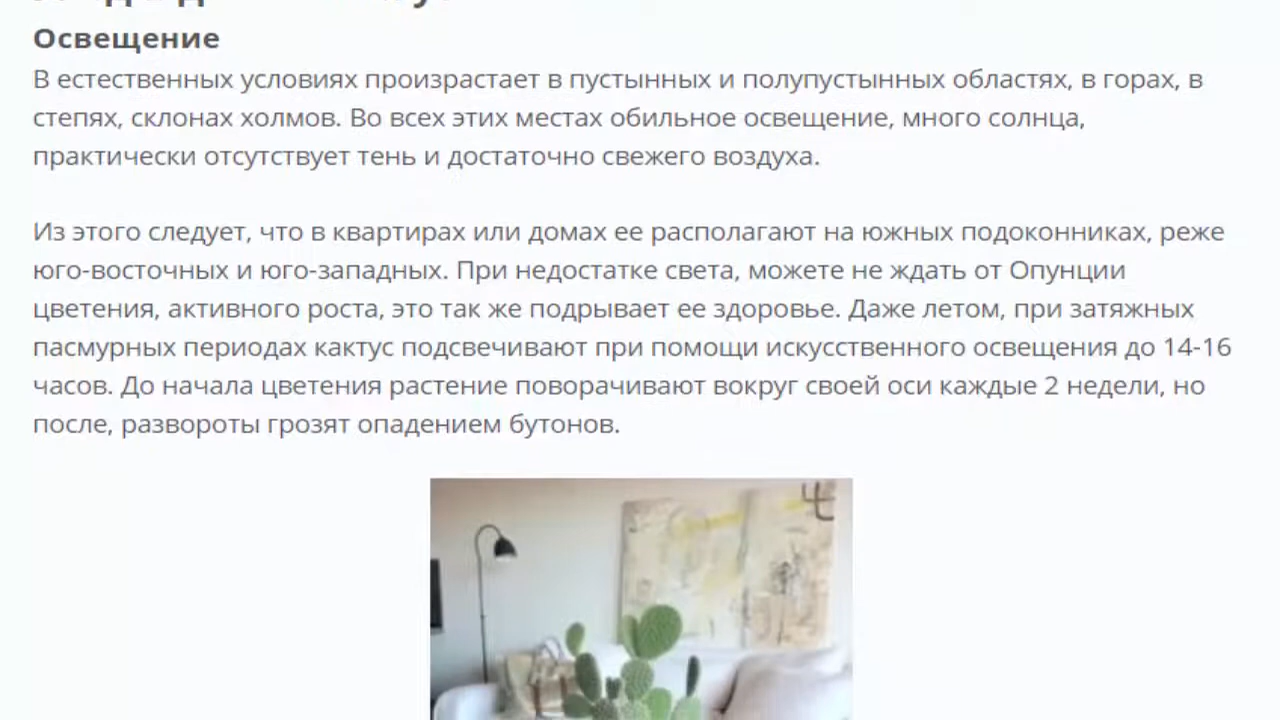 Освещение
В естественных условиях произрастает в пустынных и полупустынных областях, в горах, в
степях, склонах холмов. Во всех этих местах обильное освещение, много солнца,
практически отсутствует тень и достаточно свежего воздуха.
Из этого следует, что в квартирах или домах ее располагают на южных подоконниках, реже
юго-восточных и юго-западных. При недостатке света, можете не ждать от Опунции
цветения, активного роста, это так же подрывает ее здоровье. Даже летом, при затяжных
пасмурных периодах кактус подсвечивают при помощи искусственного освещения до 14-16
часов. До начала цветения растение поворачивают вокруг своей оси каждые 2 недели, но
после, развороты грозят опадением бутонов.